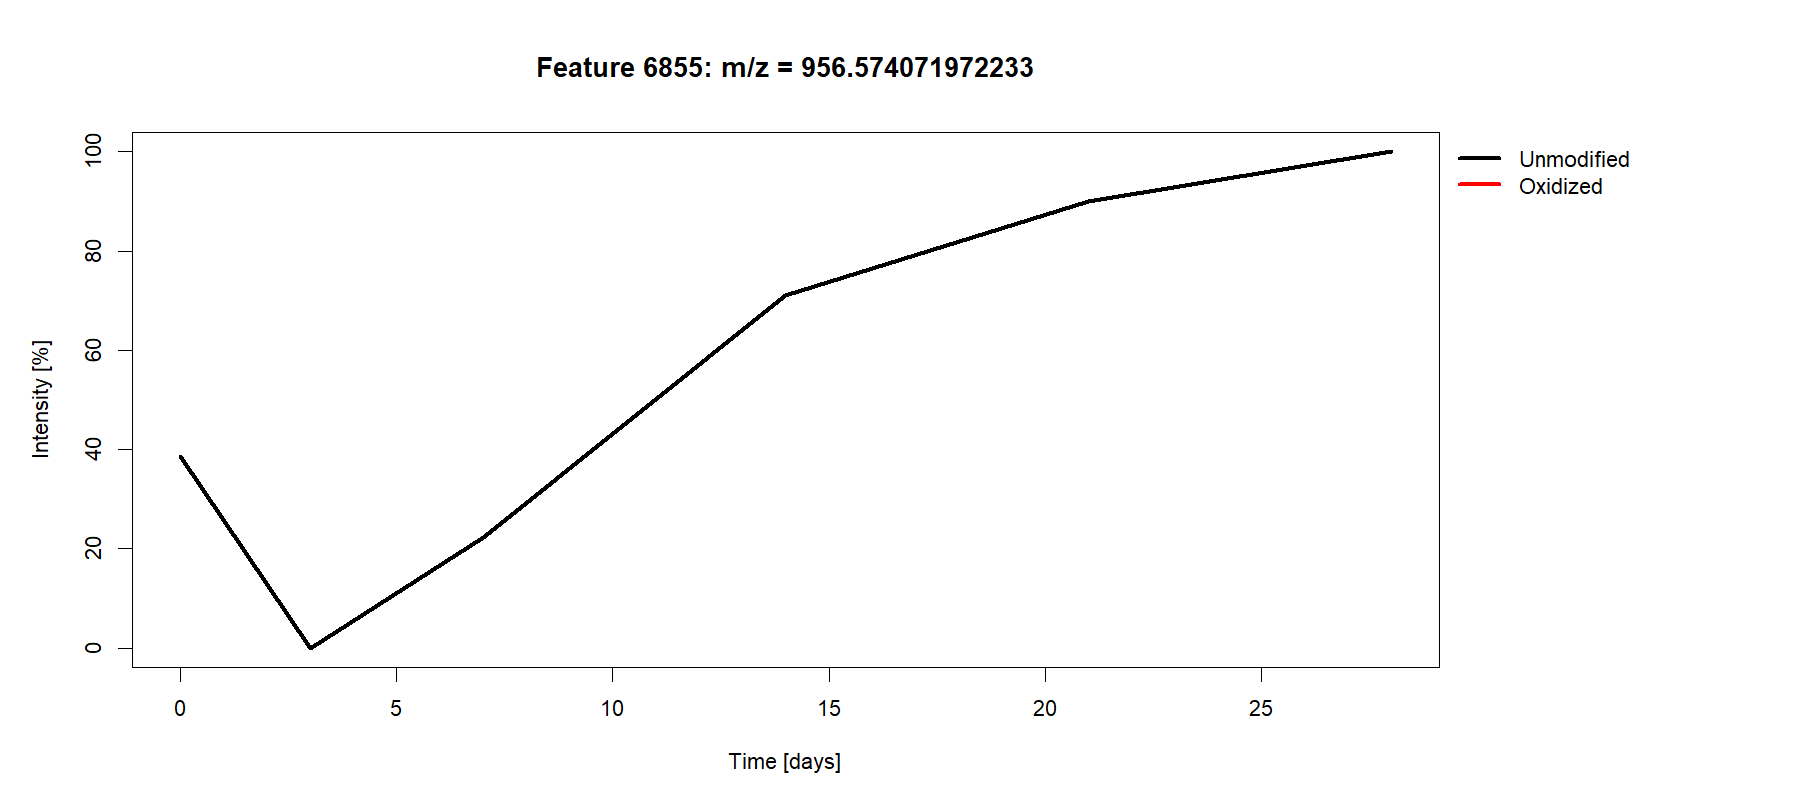 Feature 6855: m/z = 956.574071972233
Unmodified
Oxidized
Intensity [%]
100
80
60
40
20
0
0 5 10 15 20 25
Time [days]